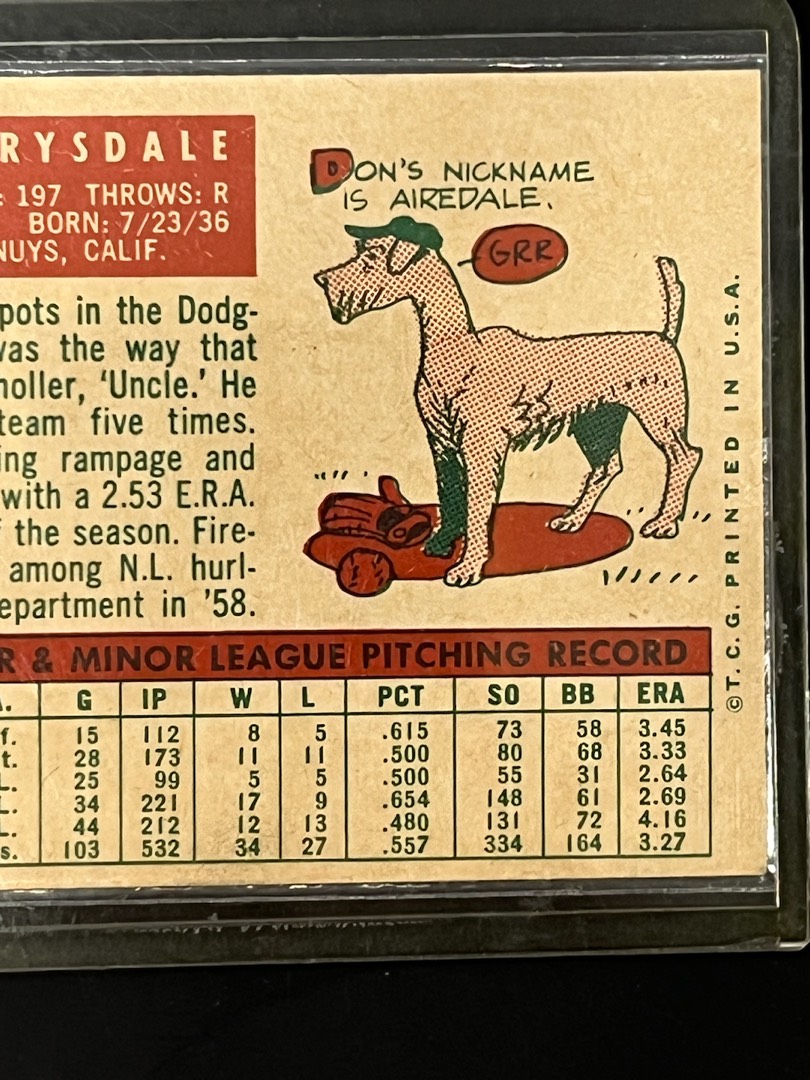 RYSDALE
: 197 THROWS: R
BORN: 7/23/36
NUYS, CALIF.
DON'S NICKNAME
IS AIREDALE.
GRR
pots in the Dodg-
was the way that
holler, 'Uncle.' He
team five times.
ing rampage and
with a 2.53 E.R.A.
f the season. Fire-
among N.L. hurl-
epartment in '58.
©T. C. G. PRINTED IN U.S.A.
R & MINOR LEAGUE PITCHING RECORD
. G IP W L PCT SO BB ERA
f. 15 112 8 5 .615 73 58 3.45
t. 28 173 11 11 .500 80 68 3.33
L. 25 99 5 5 .500 55 31 2.64
L. 34 221 17 9 .654 148 61 2.69
L. 44 212 12 13 .480 131 72 4.16
s. 103 532 34 27 .557 334 164 3.27